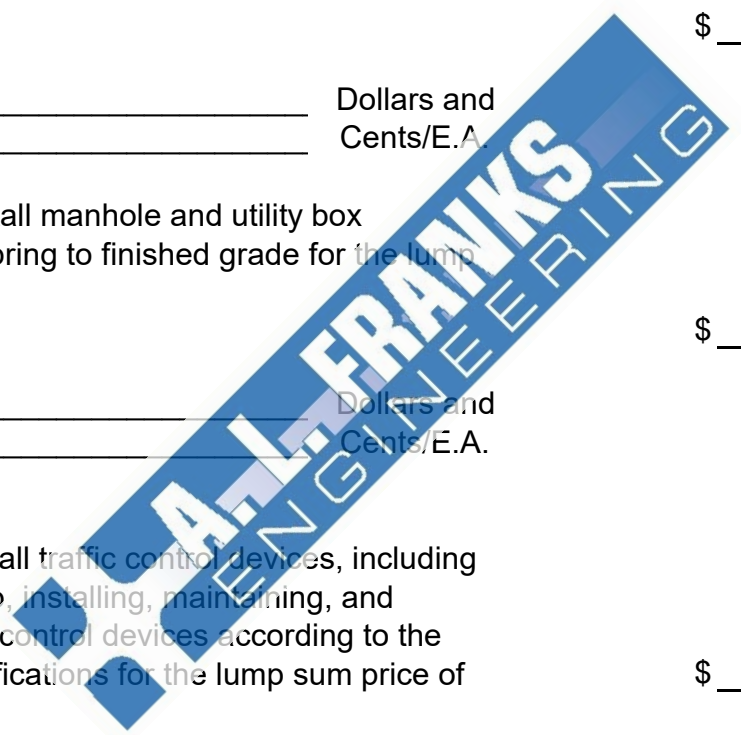 $
Dollars and
Cents/E.A.
all manhole and utility box
bring to finished grade for the lump
$
Dollars and
Cents/E.A.
all traffic control devices, including
installing, maintaining, and
control devices according to the
fications for the lump sum price of
$
A.L. FRANKS
ENGINEERING